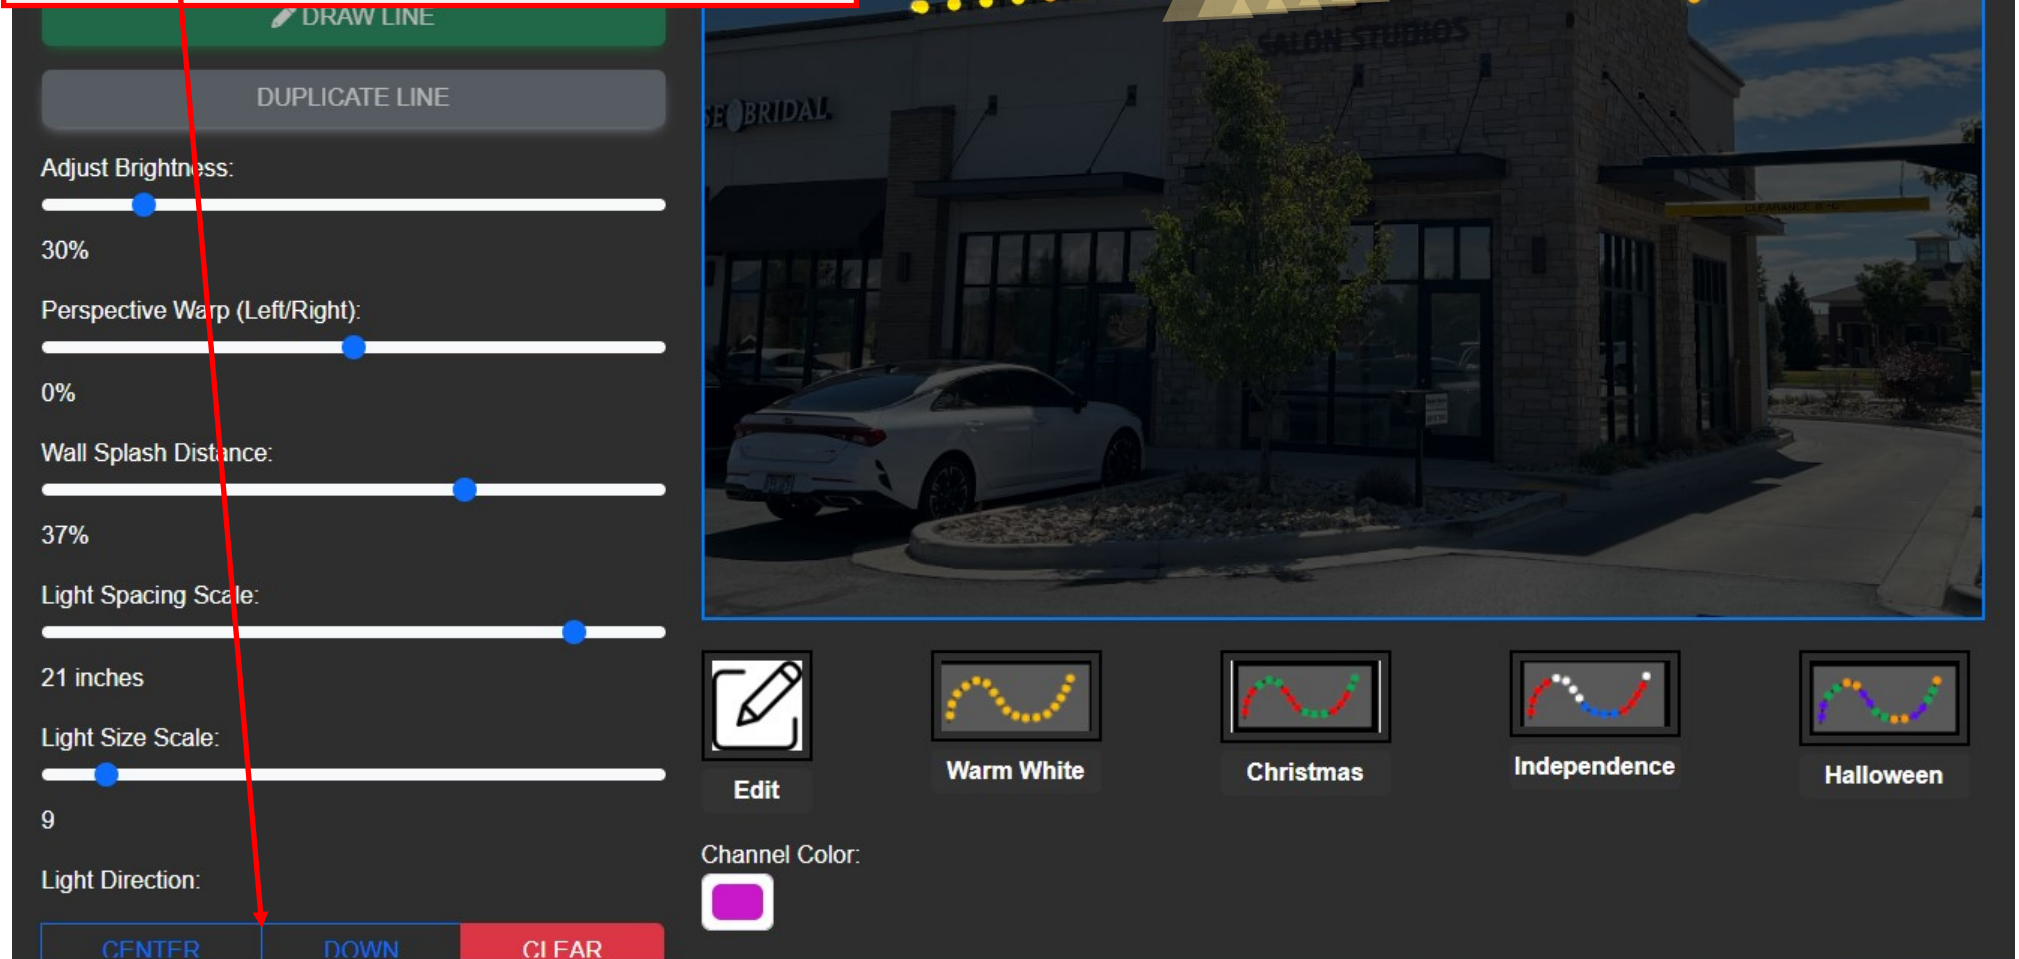 DRAW LINE
DUPLICATE LINE
Adjust Brightness:
30%
Perspective Warp (Left/Right):
0%
Wall Splash Distance:
37%
Light Spacing Scale:
21 inches
Light Size Scale:
9
Light Direction:
CENTER DOWN CLEAR
SALON STUDIOS
SE BRIDAL
CLEARANCE
Edit
Warm White
Christmas
Independence
Halloween
Channel Color: